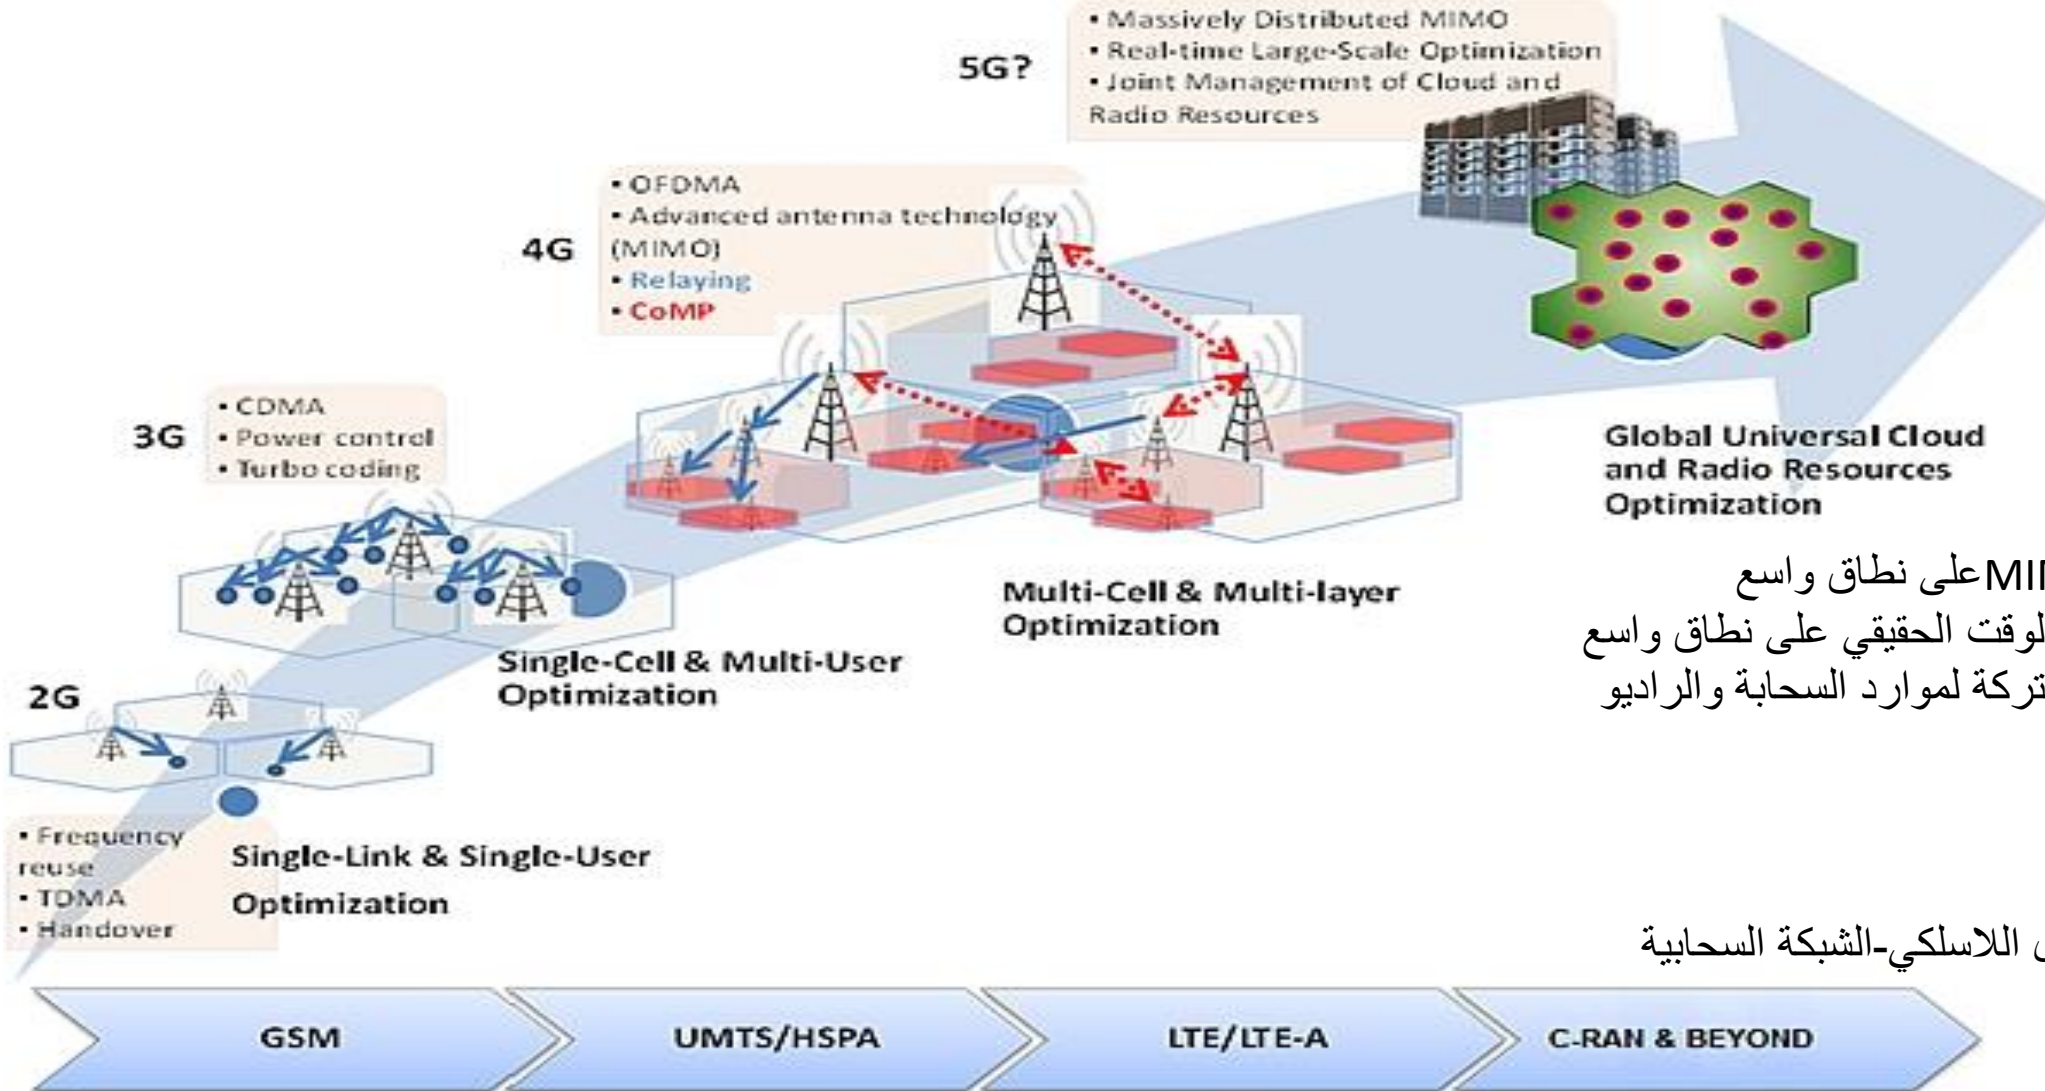 5G?
▪ Massively Distributed MIMO
▪ Real-time Large-Scale Optimization
▪ Joint Management of Cloud and
Radio Resources
4G
▪ OFDMA
▪ Advanced antenna technology
(MIMO)
▪ Relaying
▪ CoMP
3G
▪ CDMA
▪ Power control
▪ Turbo coding
Global Universal Cloud
and Radio Resources
Optimization
على نطاق واسع
الحقيقي على نطاق واسع
لموارد السحابة والراديو
Multi-Cell & Multi-layer
Optimization
Single-Cell & Multi-User
Optimization
2G
▪ Frequency
reuse
▪ TDMA
▪ Handover
Single-Link & Single-User
Optimization
اللاسلكي-الشبكة السحابية
GSM
UMTS/HSPA
LTE/LTE-A
C-RAN & BEYOND